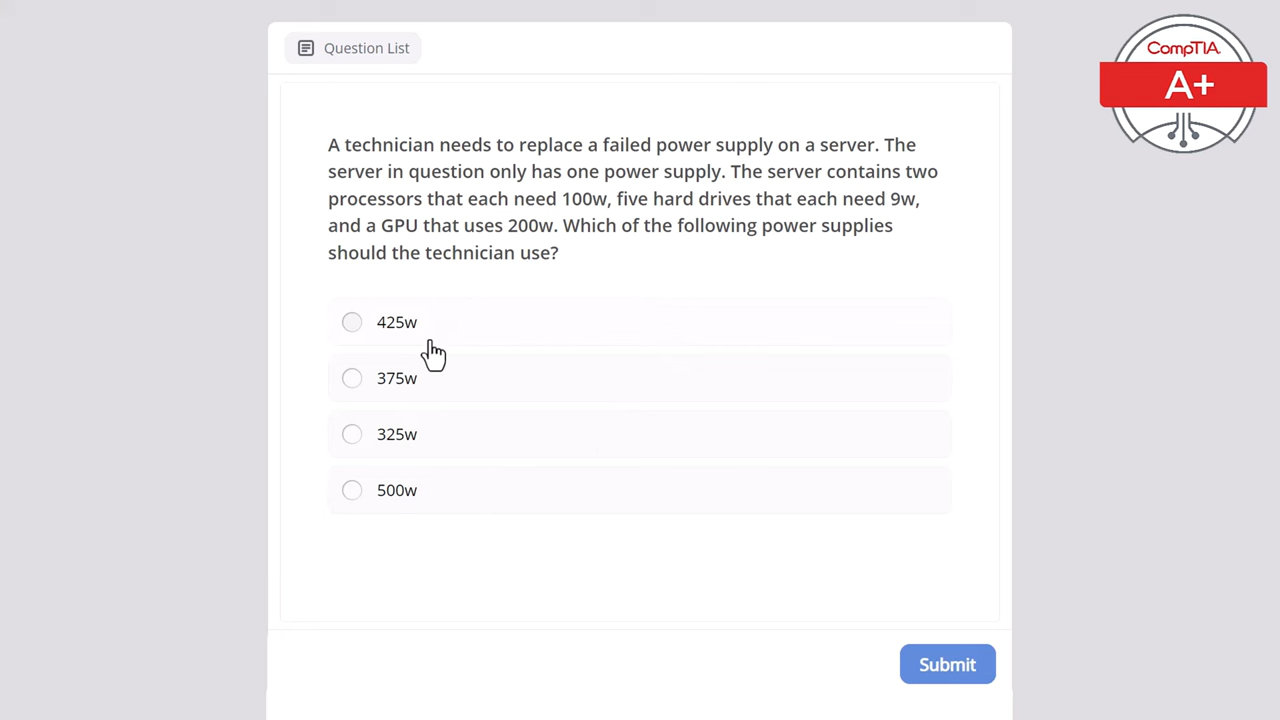 Question List
CompTIA.
A+
A technician needs to replace a failed power supply on a server. The
server in question only has one power supply. The server contains two
processors that each need 100w, five hard drives that each need 9w,
and a GPU that uses 200w. Which of the following power supplies
should the technician use?
425w
375w
325w
500w
Submit